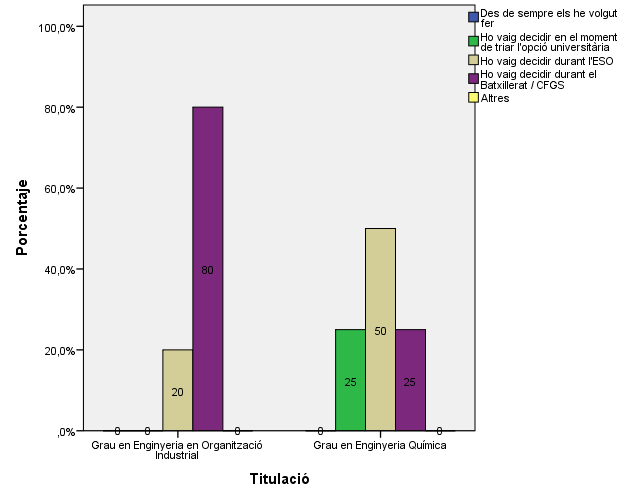 Des de sempre els he volgut
fer
Ho vaig decidir en el moment
de triar l'opció universitària
Ho vaig decidir durant l'ESO
Ho vaig decidir durant el
Batxillerat / CFGS
Altres
Porcentaje
100,0%
80,0%
60,0%
40,0%
20,0%
,0%
0 0 20 80 0
0 25 50 25 0
Grau en Enginyeria en Organització
Industrial
Grau en Enginyeria Química
Titulació